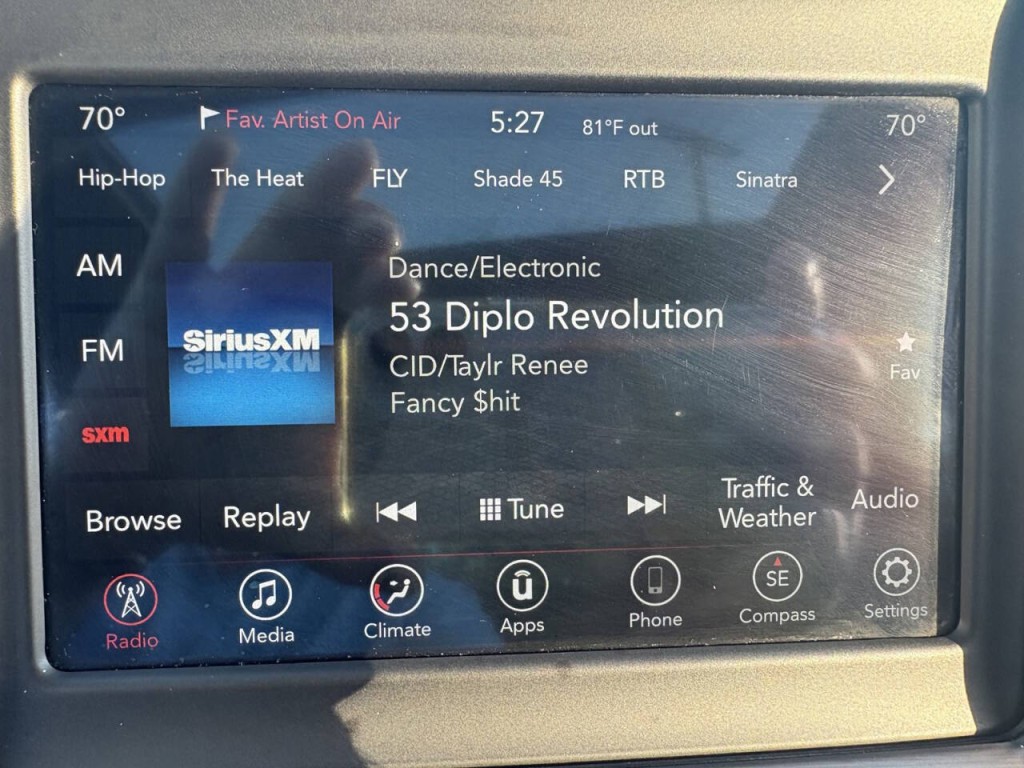 70° Fav. Artist On Air 5:27 81°F out 70°
Hip-Hop The Heat FLY Shade 45 RTB Sinatra
AM
FM
sxm
SiriusXM
Dance/Electronic
53 Diplo Revolution
CID/Taylr Renee
Fancy $hit
Fav
Browse Replay Tune Traffic & Weather Audio
Radio Media Climate Apps Phone SE Compass Settings